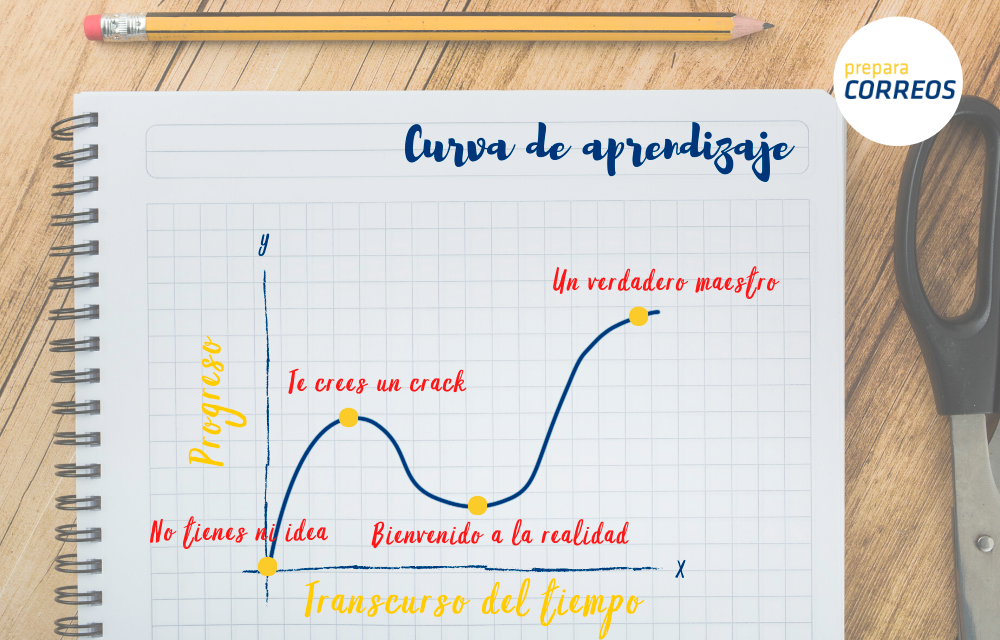 prepara
CORREOS
Curva de aprendizaje
y
Un verdadero maestro
Progreso
Te crees un crack
No tienes ni idea
Bienvenido a la realidad
x
Transcurso del tiempo